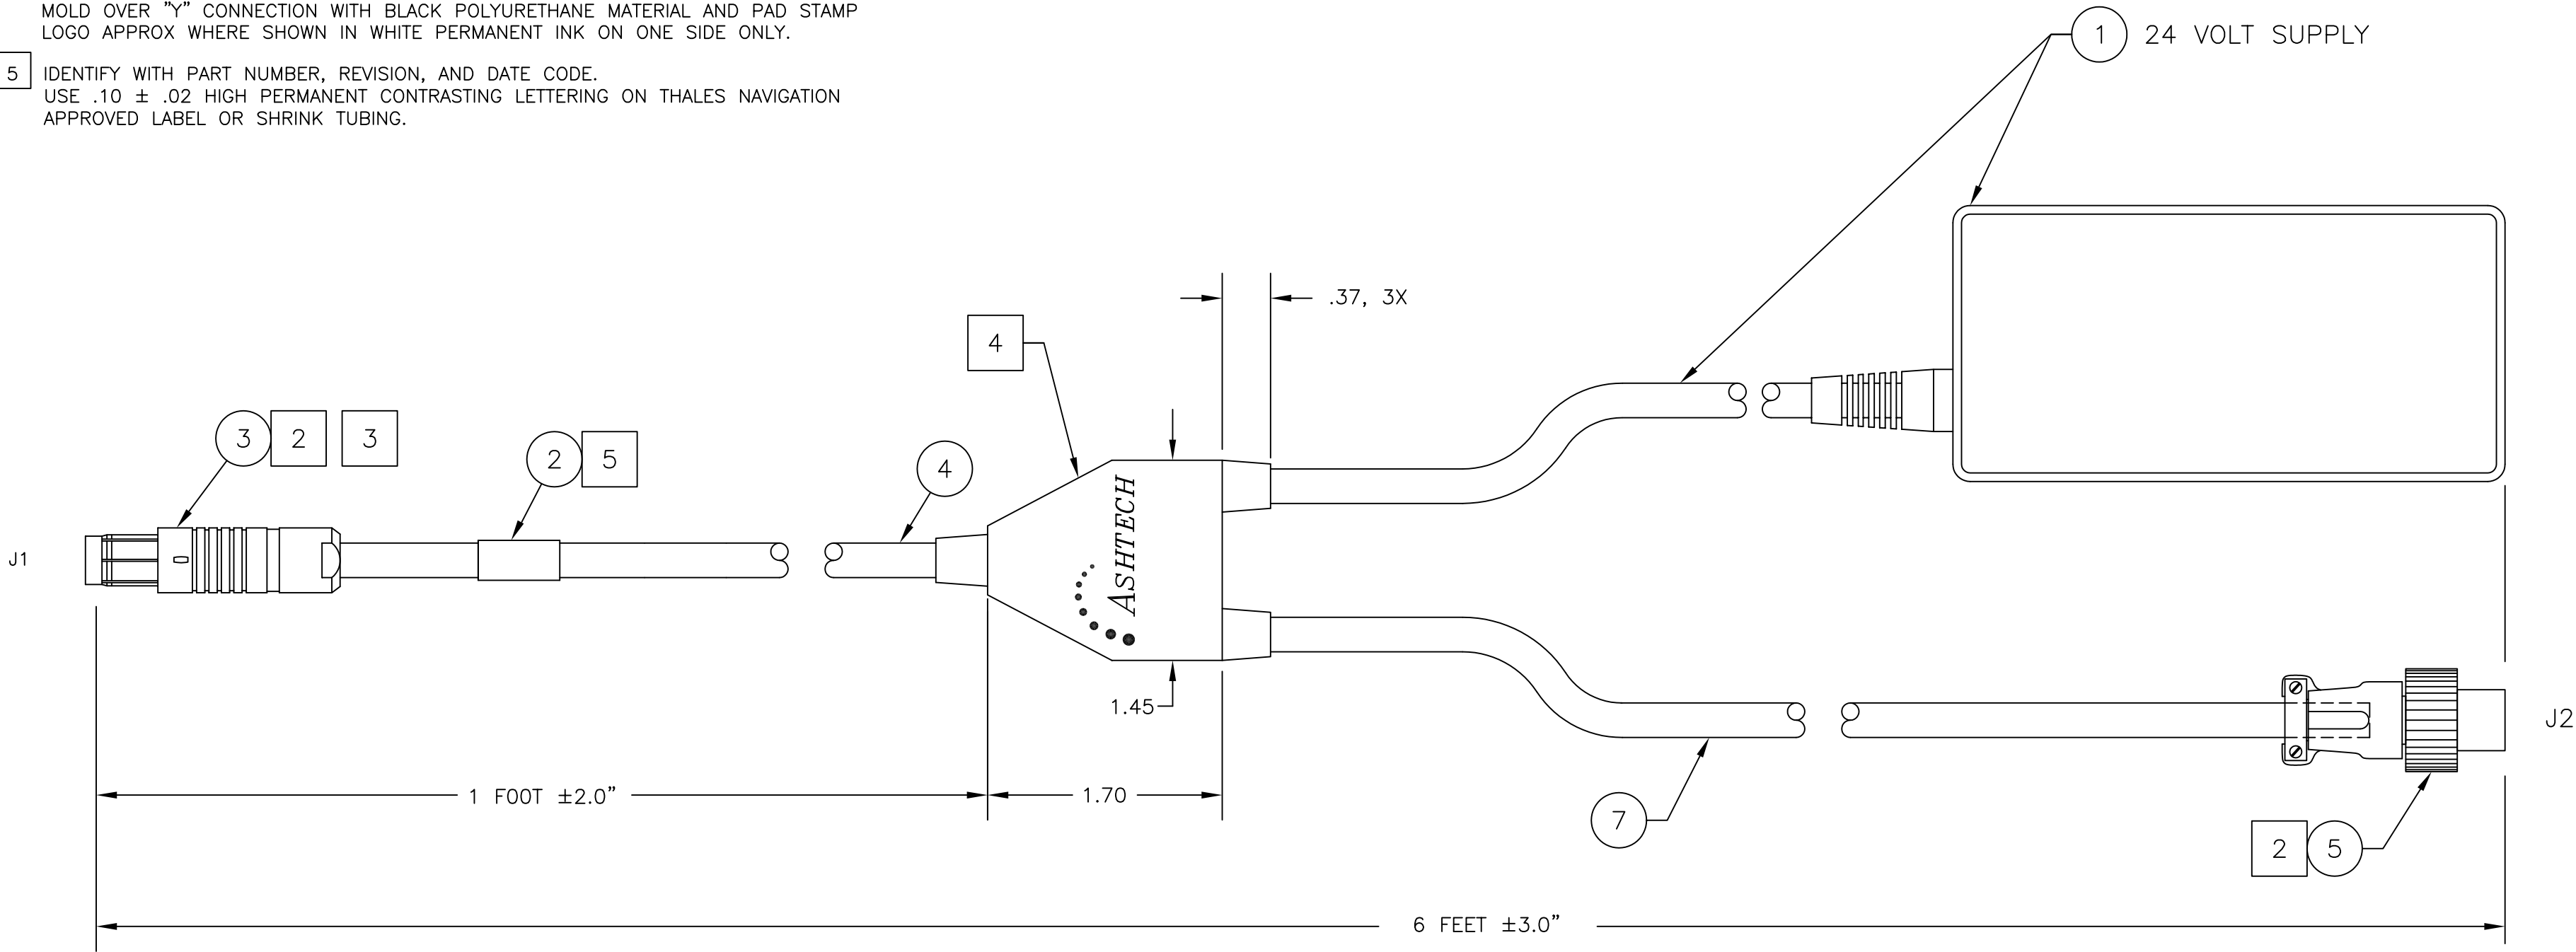 MOLD OVER "Y" CONNECTION WITH BLACK POLYURETHANE MATERIAL AND PAD STAMP
LOGO APPROX WHERE SHOWN IN WHITE PERMANENT INK ON ONE SIDE ONLY.
5 IDENTIFY WITH PART NUMBER, REVISION, AND DATE CODE.
USE .10 ± .02 HIGH PERMANENT CONTRASTING LETTERING ON THALES NAVIGATION
APPROVED LABEL OR SHRINK TUBING.
1 24 VOLT SUPPLY
.37, 3X
4
3 2 3
2 5
4
ASHTECH
J1
1.45
J2
1 FOOT ±2.0"
1.70
7
2 5
6 FEET ±3.0"